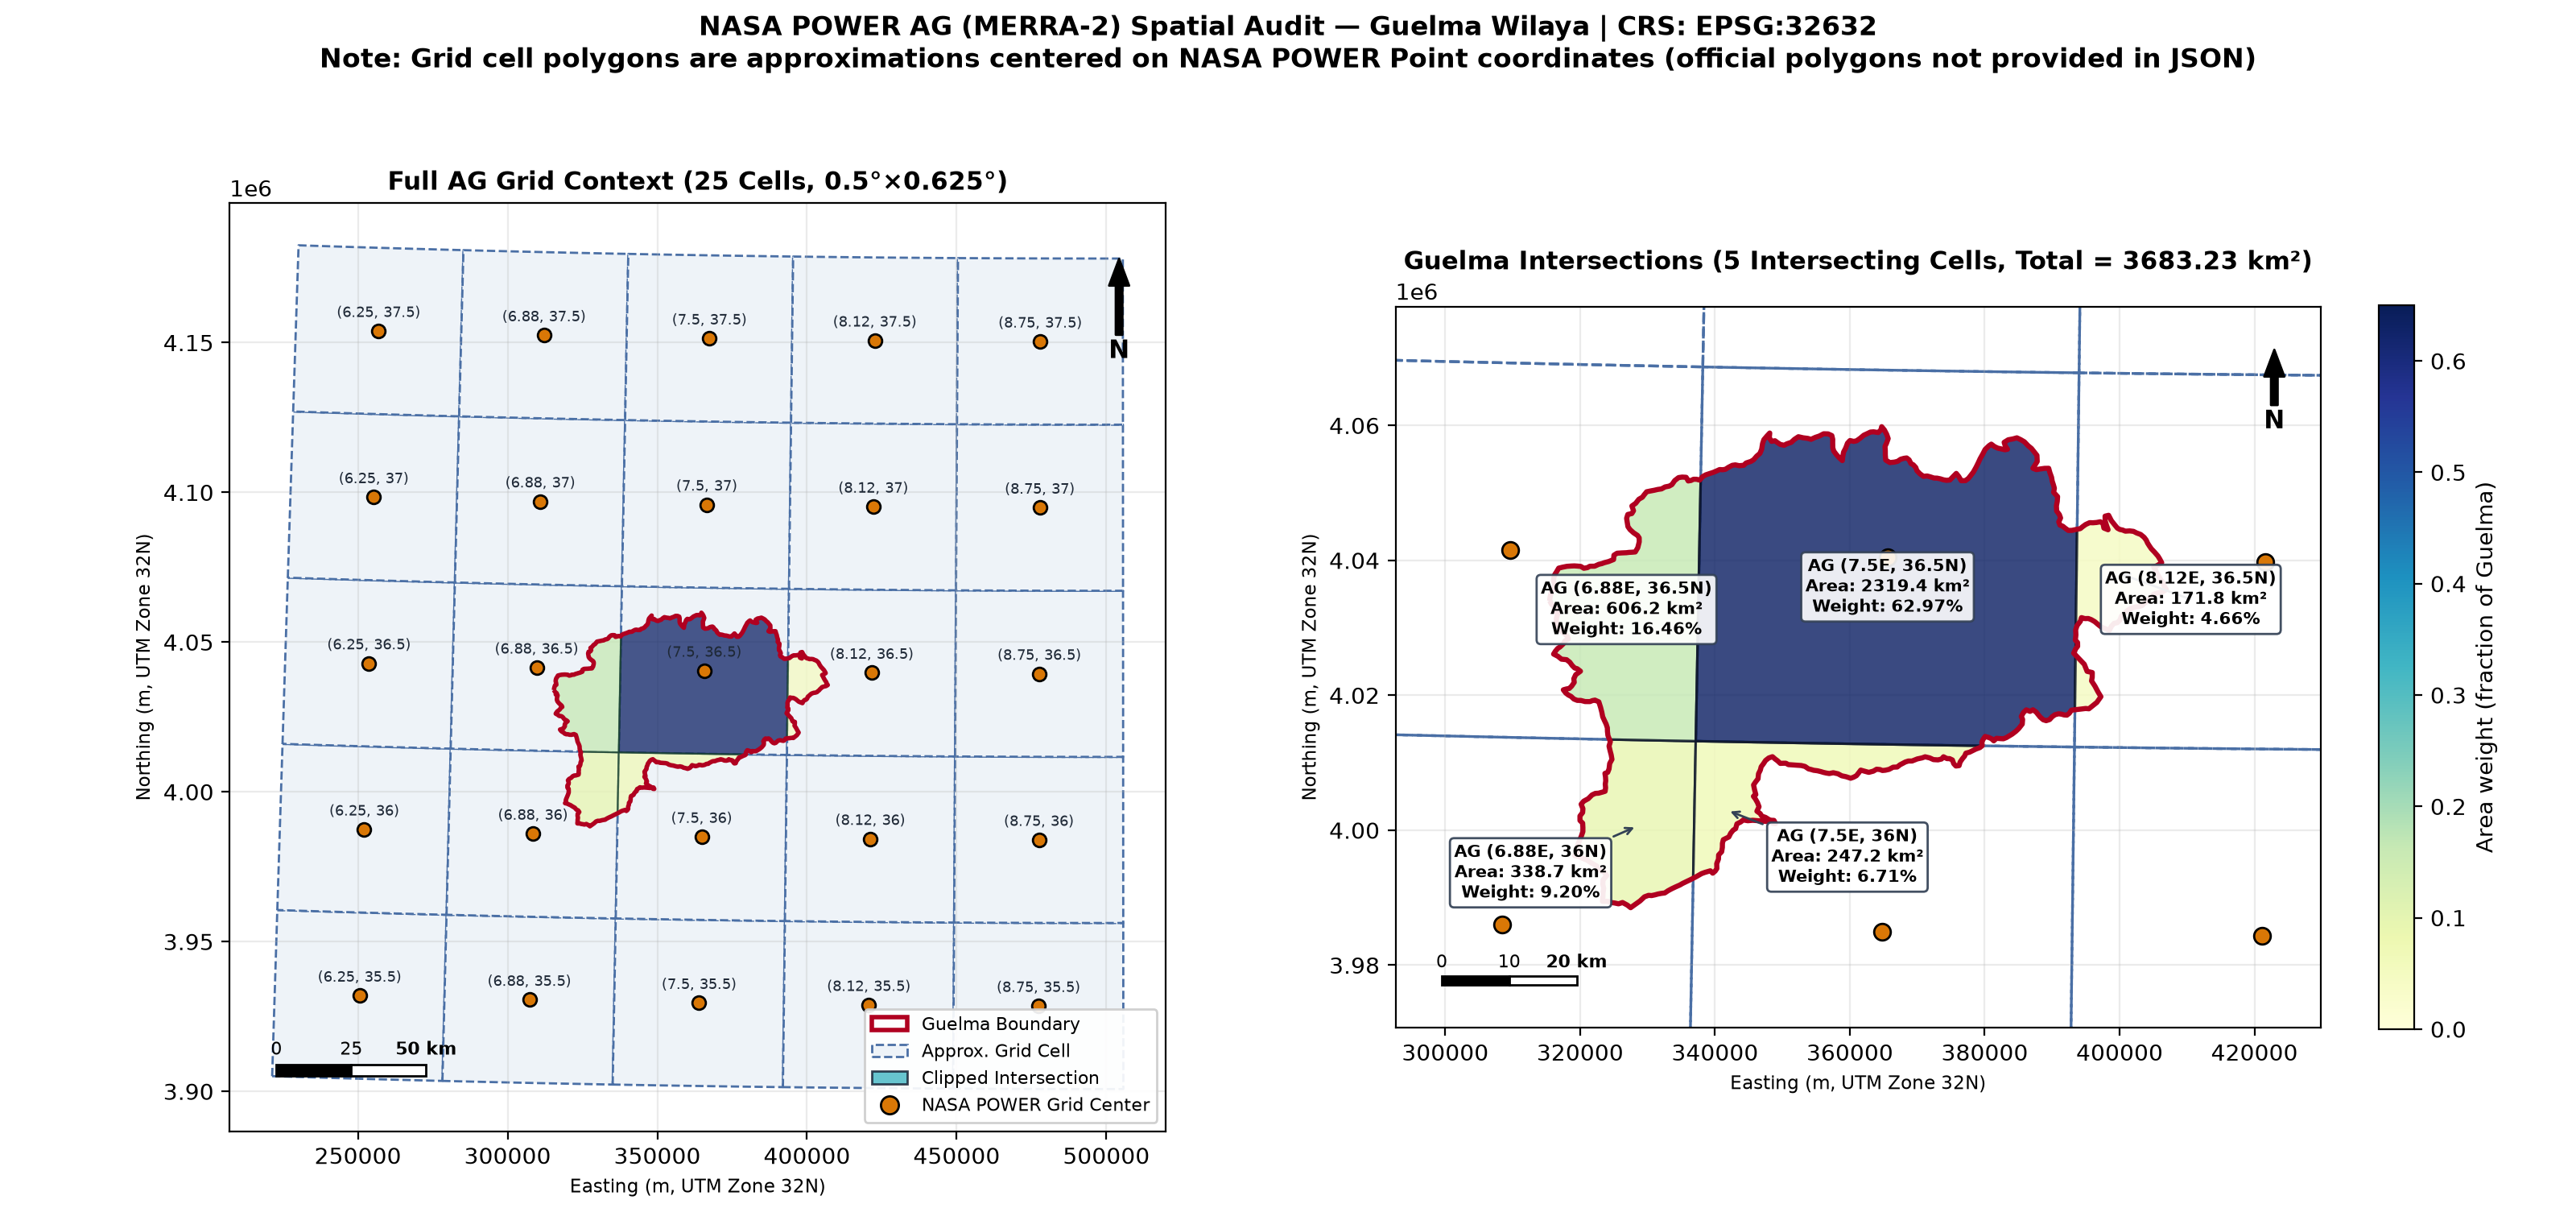 NASA POWER AG (MERRA-2) Spatial Audit — Guelma Wilaya | CRS: EPSG:32632
Note: Grid cell polygons are approximations centered on NASA POWER Point coordinates (official polygons not provided in JSON)
Full AG Grid Context (25 Cells, 0.5°×0.625°)
1e6
4.15
4.10
4.05
4.00
3.95
3.90
Northing (m, UTM Zone 32N)
(6.25, 37.5)
(6.88, 37.5)
(7.5, 37.5)
(8.12, 37.5)
(8.75, 37.5)
N
(6.25, 37)
(6.88, 37)
(7.5, 37)
(8.12, 37)
(8.75, 37)
(6.25, 36.5)
(6.88, 36.5)
(7.5, 36.5)
(8.12, 36.5)
(8.75, 36.5)
(6.25, 36)
(6.88, 36)
(7.5, 36)
(8.12, 36)
(8.75, 36)
(6.25, 35.5)
(6.88, 35.5)
(7.5, 35.5)
(8.12, 35.5)
(8.75, 35.5)
0 25 50 km
Guelma Boundary
Approx. Grid Cell
Clipped Intersection
NASA POWER Grid Center
250000 300000 350000 400000 450000 500000
Easting (m, UTM Zone 32N)
Guelma Intersections (5 Intersecting Cells, Total = 3683.23 km²)
1e6
4.06
4.04
4.02
4.00
3.98
Northing (m, UTM Zone 32N)
N
AG (6.88E, 36.5N)
Area: 606.2 km²
Weight: 16.46%
AG (7.5E, 36.5N)
Area: 2319.4 km²
Weight: 62.97%
AG (8.12E, 36.5N)
Area: 171.8 km²
Weight: 4.66%
AG (6.88E, 36N)
Area: 338.7 km²
Weight: 9.20%
AG (7.5E, 36N)
Area: 247.2 km²
Weight: 6.71%
0 10 20 km
300000 320000 340000 360000 380000 400000 420000
Easting (m, UTM Zone 32N)
0.6
0.5
0.4
0.3
0.2
0.1
0.0
Area weight (fraction of Guelma)